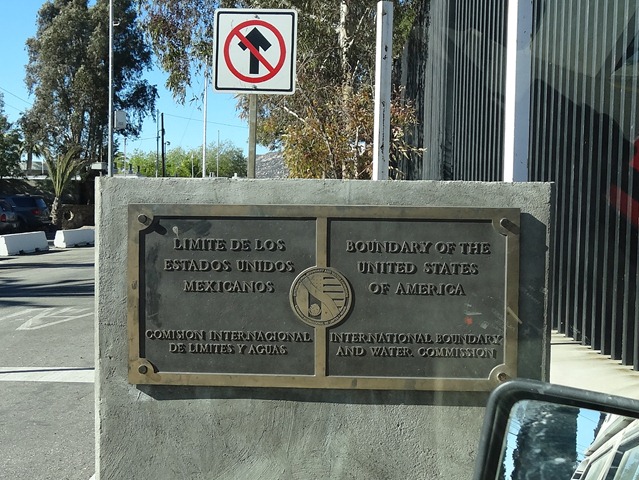 LIMITE DE LOS
ESTADOS UNIDOS
MEXICANOS
COMISION INTERNACIONAL
DE LIMITES Y AGUAS
BOUNDARY OF THE
UNITED STATES
OF AMERICA
INTERNATIONAL BOUNDARY
AND WATER COMMISSION